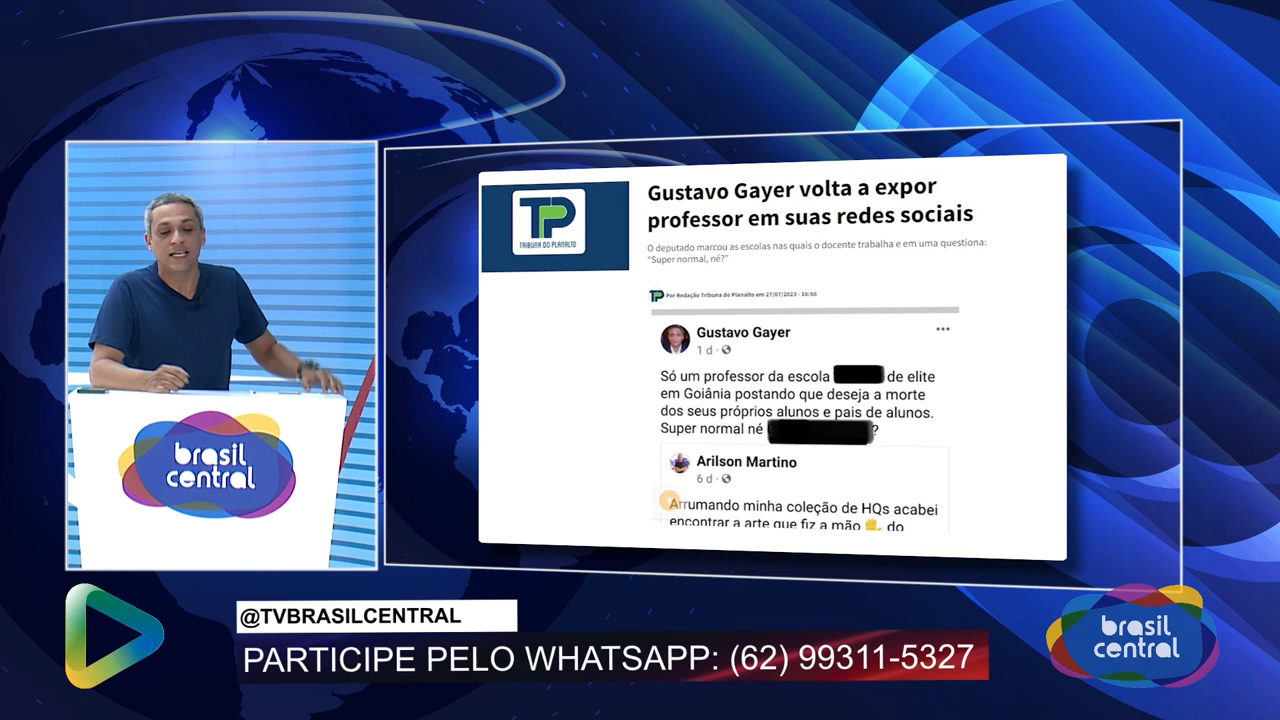 TP
TRIBUNA DO PLANALTO
Gustavo Gayer volta a expor
professor em suas redes sociais
O deputado marcou as escolas nas quais o docente trabalha e em uma questiona:
“Super normal, né?”
TP Por Redação Tribuna do Planalto em 27/07/2023 - 16:56
Gustavo Gayer
1 d ·
Só um professor da escola de elite
em Goiânia postando que deseja a morte
dos seus próprios alunos e pais de alunos.
Super normal né ?
Arilson Martino
6 d ·
Arrumando minha coleção de HQs acabei
encontrar a arte que fiz a mão ✋ do
brasil
central
@TVBRASILCENTRAL
PARTICIPE PELO WHATSAPP: (62) 99311-5327
brasil
central